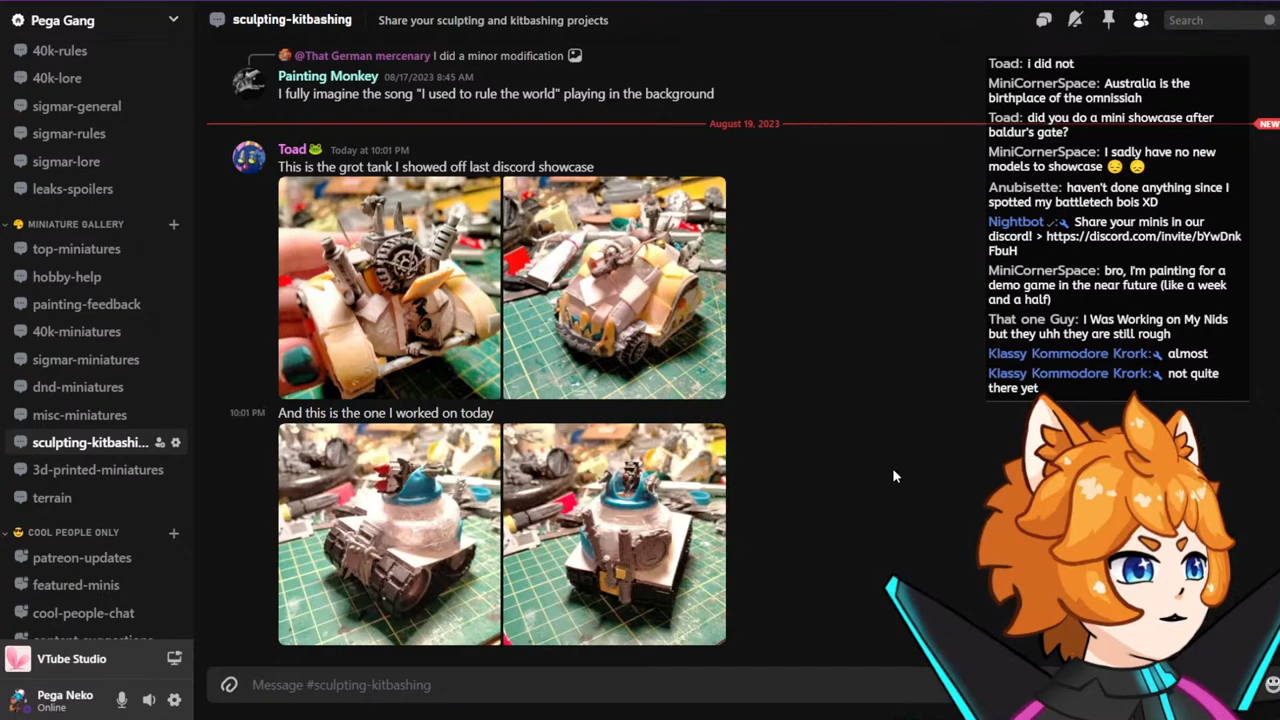 Pega Gang
sculpting-kitbashing
Share your sculpting and kitbashing projects
Search
40k-rules
40k-lore
sigmar-general
sigmar-rules
sigmar-lore
leaks-spoilers
MINIATURE GALLERY
top-miniatures
hobby-help
painting-feedback
40k-miniatures
sigmar-miniatures
dnd-miniatures
misc-miniatures
sculpting-kitbashi...
3d-printed-miniatures
terrain
COOL PEOPLE ONLY
patreon-updates
featured-minis
cool-people-chat
VTube Studio
Pega Neko
Online
@That German mercenary I did a minor modification
Painting Monkey 08/17/2023 8:45 AM
I fully imagine the song "I used to rule the world" playing in the background
August 19, 2023
NEW
Toad Today at 10:01 PM
This is the grot tank I showed off last discord showcase
10:01 PM And this is the one I worked on today
Message #sculpting-kitbashing
Toad: i did not
MiniCornerSpace: Australia is the
birthplace of the omnissiah
Toad: did you do a mini showcase after
baldur's gate?
MiniCornerSpace: I sadly have no new
models to showcase
Anubisette: haven't done anything since I
spotted my battletech bois XD
Nightbot: Share your minis in our
discord! > https://discord.com/invite/bYwDnk
FbuH
MiniCornerSpace: bro, I'm painting for a
demo game in the near future (like a week
and a half)
That one Guy: I Was Working on My Nids
but they uhh they are still rough
Klassy Kommodore Krork: almost
Klassy Kommodore Krork: not quite
there yet